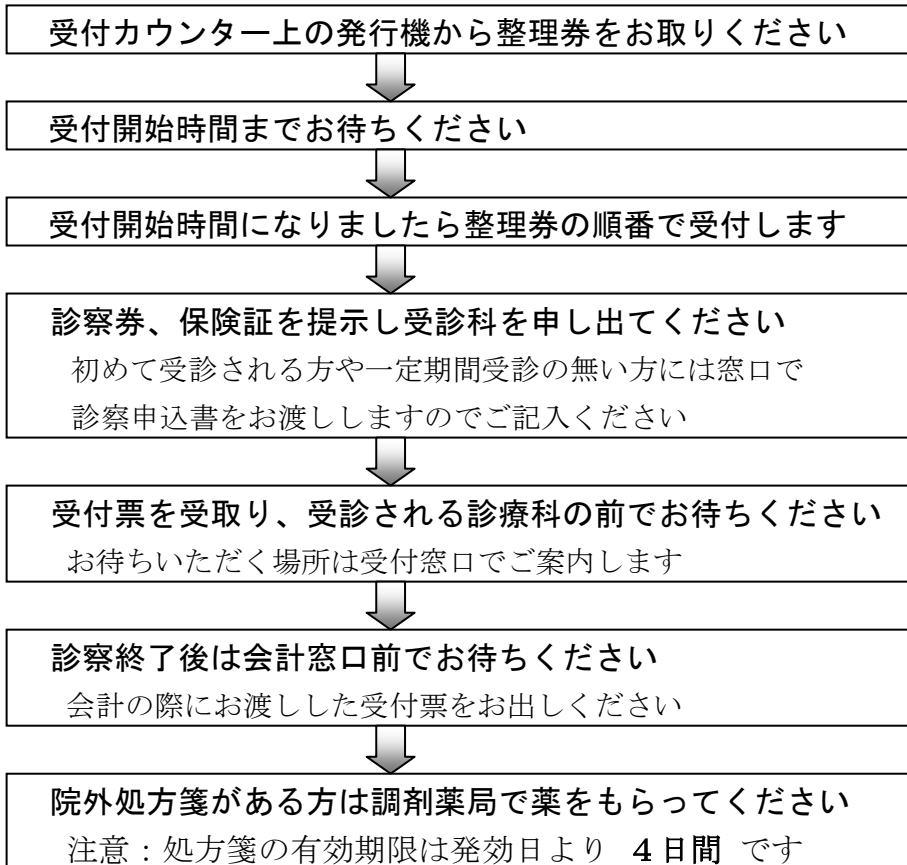 受付カウンター上の発行機から整理券をお取りください
受付開始時間までお待ちください
受付開始時間になりましたら整理券の順番で受付します
診察券、保険証を提示し受診科を申し出てください
初めて受診される方や一定期間受診の無い方には窓口で
診察申込書をお渡ししますのでご記入ください
受付票を受取り、受診される診療科の前でお待ちください
お待ちいただく場所は受付窓口でご案内します
診察終了後は会計窓口前でお待ちください
会計の際にお渡しした受付票をお出しください
院外処方箋がある方は調剤薬局で薬をもらってください
注意：処方箋の有効期限は発効日より ４日間 です